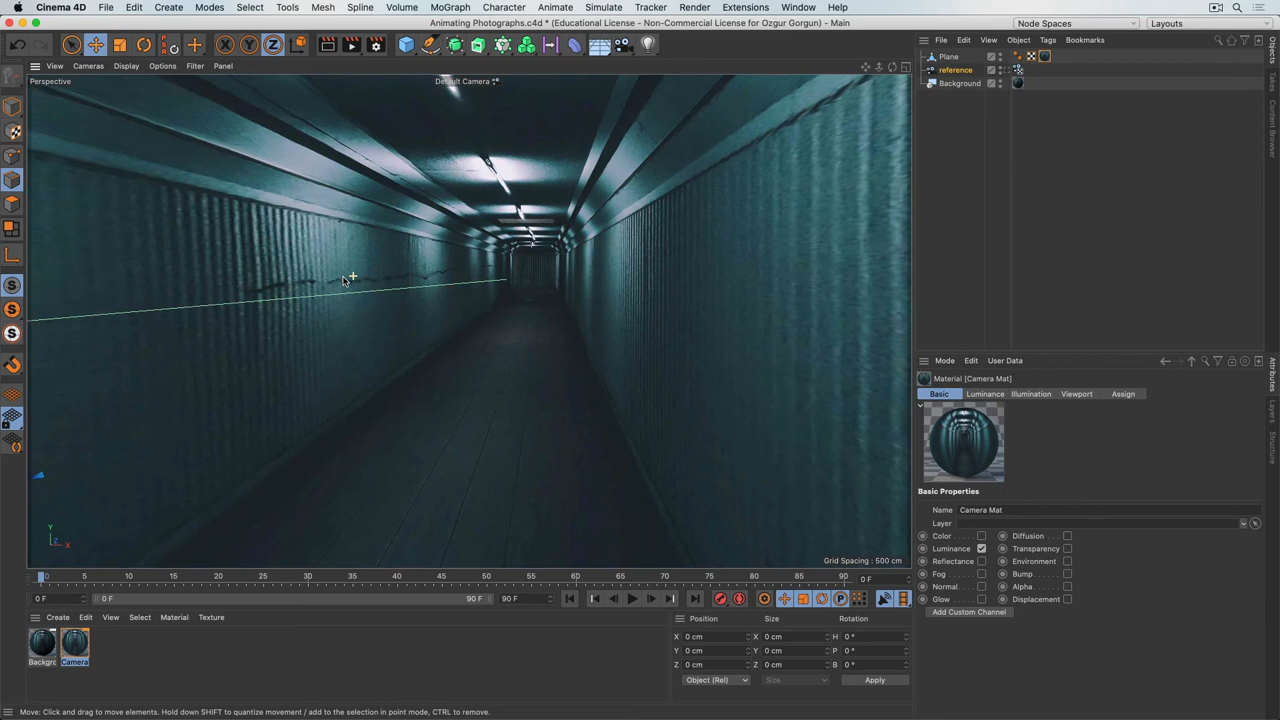 Cinema 4D File Edit Create Modes Select Tools Mesh Spline Volume MoGraph Character Animate Simulate Tracker Render Extensions Window Help
Animating Photographs.c4d * (Educational License - Non-Commercial License for Ozgur Gorgun) - Main
Node Spaces Layouts
View Cameras Display Options Filter Panel
Perspective
Default Camera
File Edit View Object Tags Bookmarks
Plane
reference
Background
Objects
Takes
Content Browser
Mode Edit User Data
Material [Camera Mat]
Basic Luminance Illumination Viewport Assign
Basic Properties
Name Camera Mat
Layer
Color Diffusion
Luminance Transparency
Reflectance Environment
Fog Bump
Normal Alpha
Glow Displacement
Add Custom Channel
Attributes
Layers
Structure
Y
Z
X
Grid Spacing : 500 cm
0 5 10 15 20 25 30 35 40 45 50 55 60 65 70 75 80 85 90 0 F
0 F 0 F 90 F 90 F
Create Edit View Select Material Texture
Backgro Camera
Position Size Rotation
X 0 cm X 0 cm H 0 °
Y 0 cm Y 0 cm P 0 °
Z 0 cm Z 0 cm B 0 °
Object (Rel) Size Apply
Move: Click and drag to move elements. Hold down SHIFT to quantize movement / add to the selection in point mode, CTRL to remove.